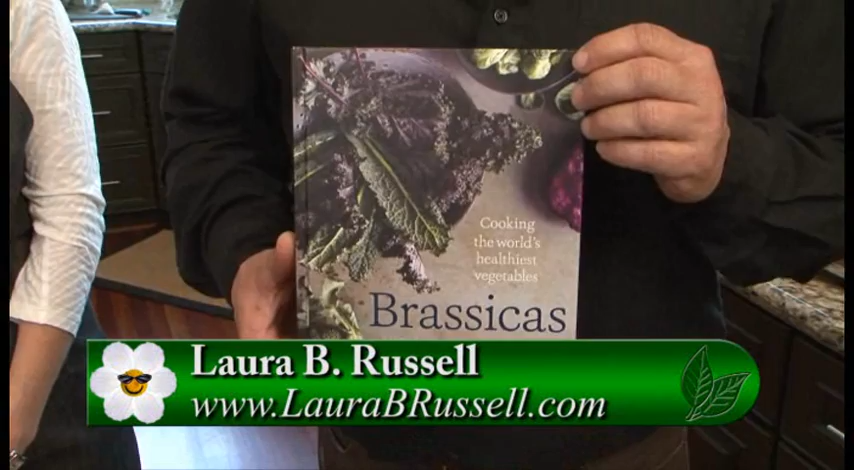 Cooking
the world's
healthiest
vegetables
Brassicas
Laura B. Russell
www.LauraBRussell.com